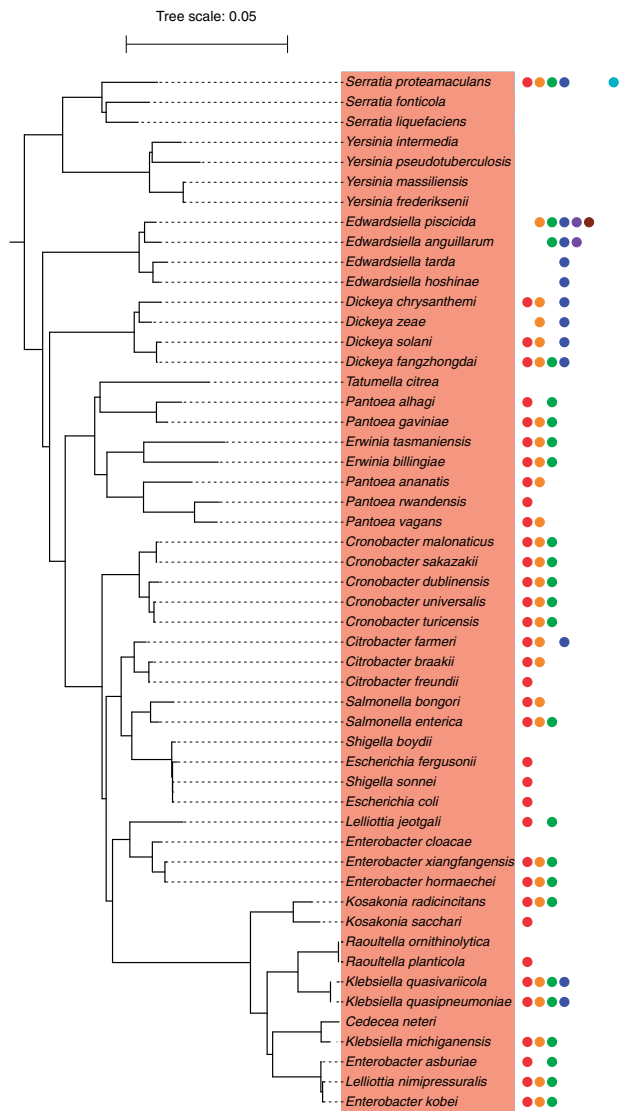 Tree scale: 0.05
Serratia proteamaculans
Serratia fonticola
Serratia liquefaciens
Yersinia intermedia
Yersinia pseudotuberculosis
Yersinia massiliensis
Yersinia frederiksenii
Edwardsiella piscicida
Edwardsiella anguillarum
Edwardsiella tarda
Edwardsiella hoshinae
Dickeya chrysanthemi
Dickeya zeae
Dickeya solani
Dickeya fangzhongdai
Tatumella citrea
Pantoea alhagi
Pantoea gaviniae
Erwinia tasmaniensis
Erwinia billingiae
Pantoea ananatis
Pantoea rwandensis
Pantoea vagans
Cronobacter malonaticus
Cronobacter sakazakii
Cronobacter dublinensis
Cronobacter universalis
Cronobacter turicensis
Citrobacter farmeri
Citrobacter braakii
Citrobacter freundii
Salmonella bongori
Salmonella enterica
Shigella boydii
Escherichia fergusonii
Shigella sonnei
Escherichia coli
Lelliottia jeotgali
Enterobacter cloacae
Enterobacter xiangfangensis
Enterobacter hormaechei
Kosakonia radicincitans
Kosakonia sacchari
Raoultella ornithinolytica
Raoultella planticola
Klebsiella quasivariicola
Klebsiella quasipneumoniae
Cedecea neteri
Klebsiella michiganensis
Enterobacter asburiae
Lelliottia nimipressuralis
Enterobacter kobei